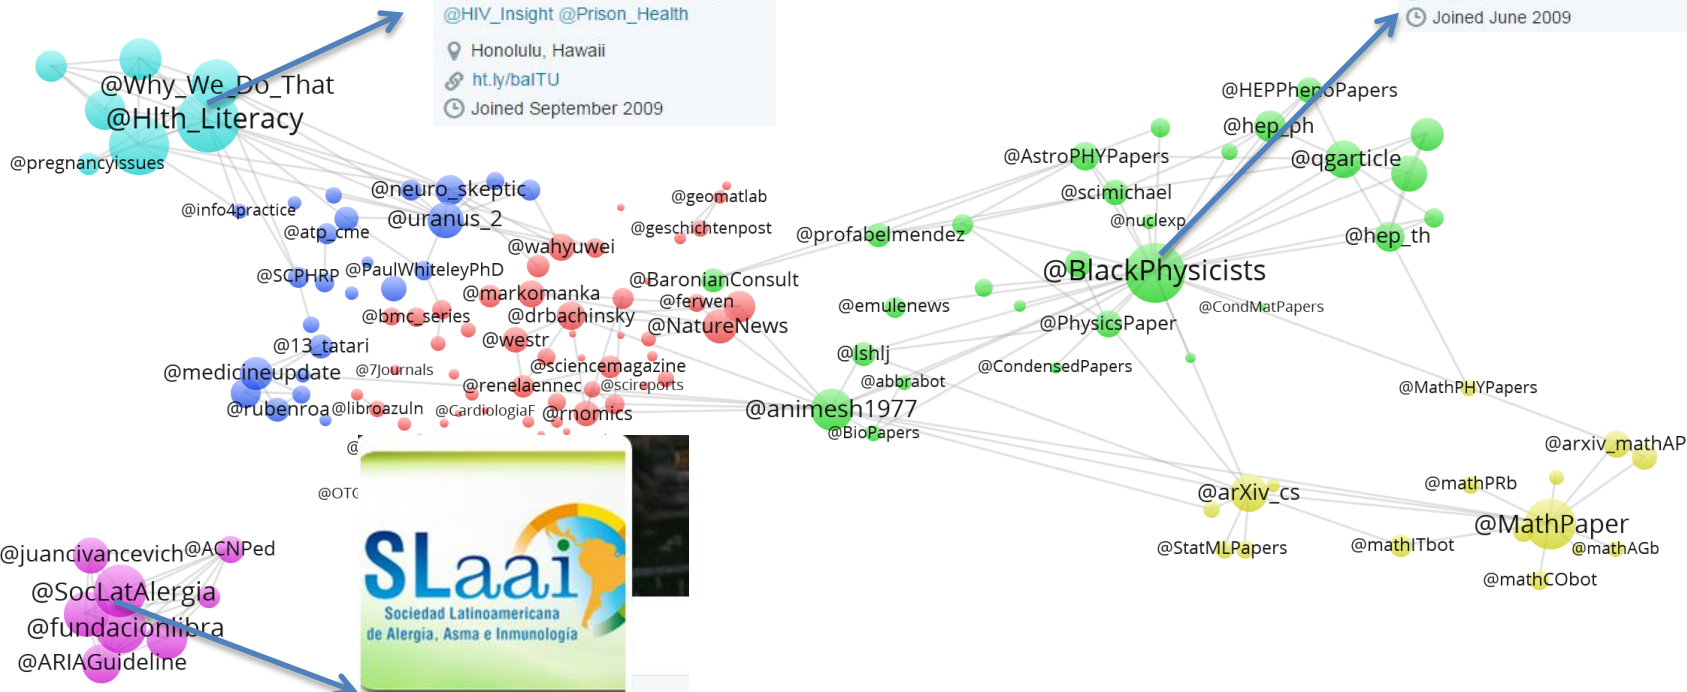 @HIV_Insight @Prison_Health
Honolulu, Hawaii
ht.ly/baITU
Joined September 2009
Joined June 2009
@Why_We_Do_That
@Hlth_Literacy
@pregnancyissues
@neuro_skeptic
@info4practice
@uranus_2
@atp_cme
@SCPHRP
@PaulWhiteleyPhD
@13_tatari
@medicineupdate
@rubenroa
@geomatlab
@geschichtenpost
@wahyuwei
@markomanka
@bmc_series
@drbachinsky
@westr
@ferwen
@NatureNews
@7Journals
@sciencemagazine
@renelaennec
@scireports
@libroazuln
@CardiologiaF
@rnomics
@OTC
@HEPPhenoPapers
@hep_ph
@AstroPHYPapers
@qgarticle
@scimichael
@nuclexp
@profabelmendez
@hep_th
@BaronianConsult
@BlackPhysicists
@emulenews
@CondMatPapers
@PhysicsPaper
@lshlj
@CondensedPapers
@abbrabot
@animesh1977
@BioPapers
@MathPHYPapers
@arxiv_mathAP
@mathPRb
@arXiv_cs
@MathPaper
@StatMLPapers
@mathITbot
@mathAGb
@mathCObot
@juancivancevich
@ACNPed
@SocLatAlergia
@fundacionlibra
@ARIAGuideline
SLaai
Sociedad Latinoamericana
de Alergia, Asma e Inmunología